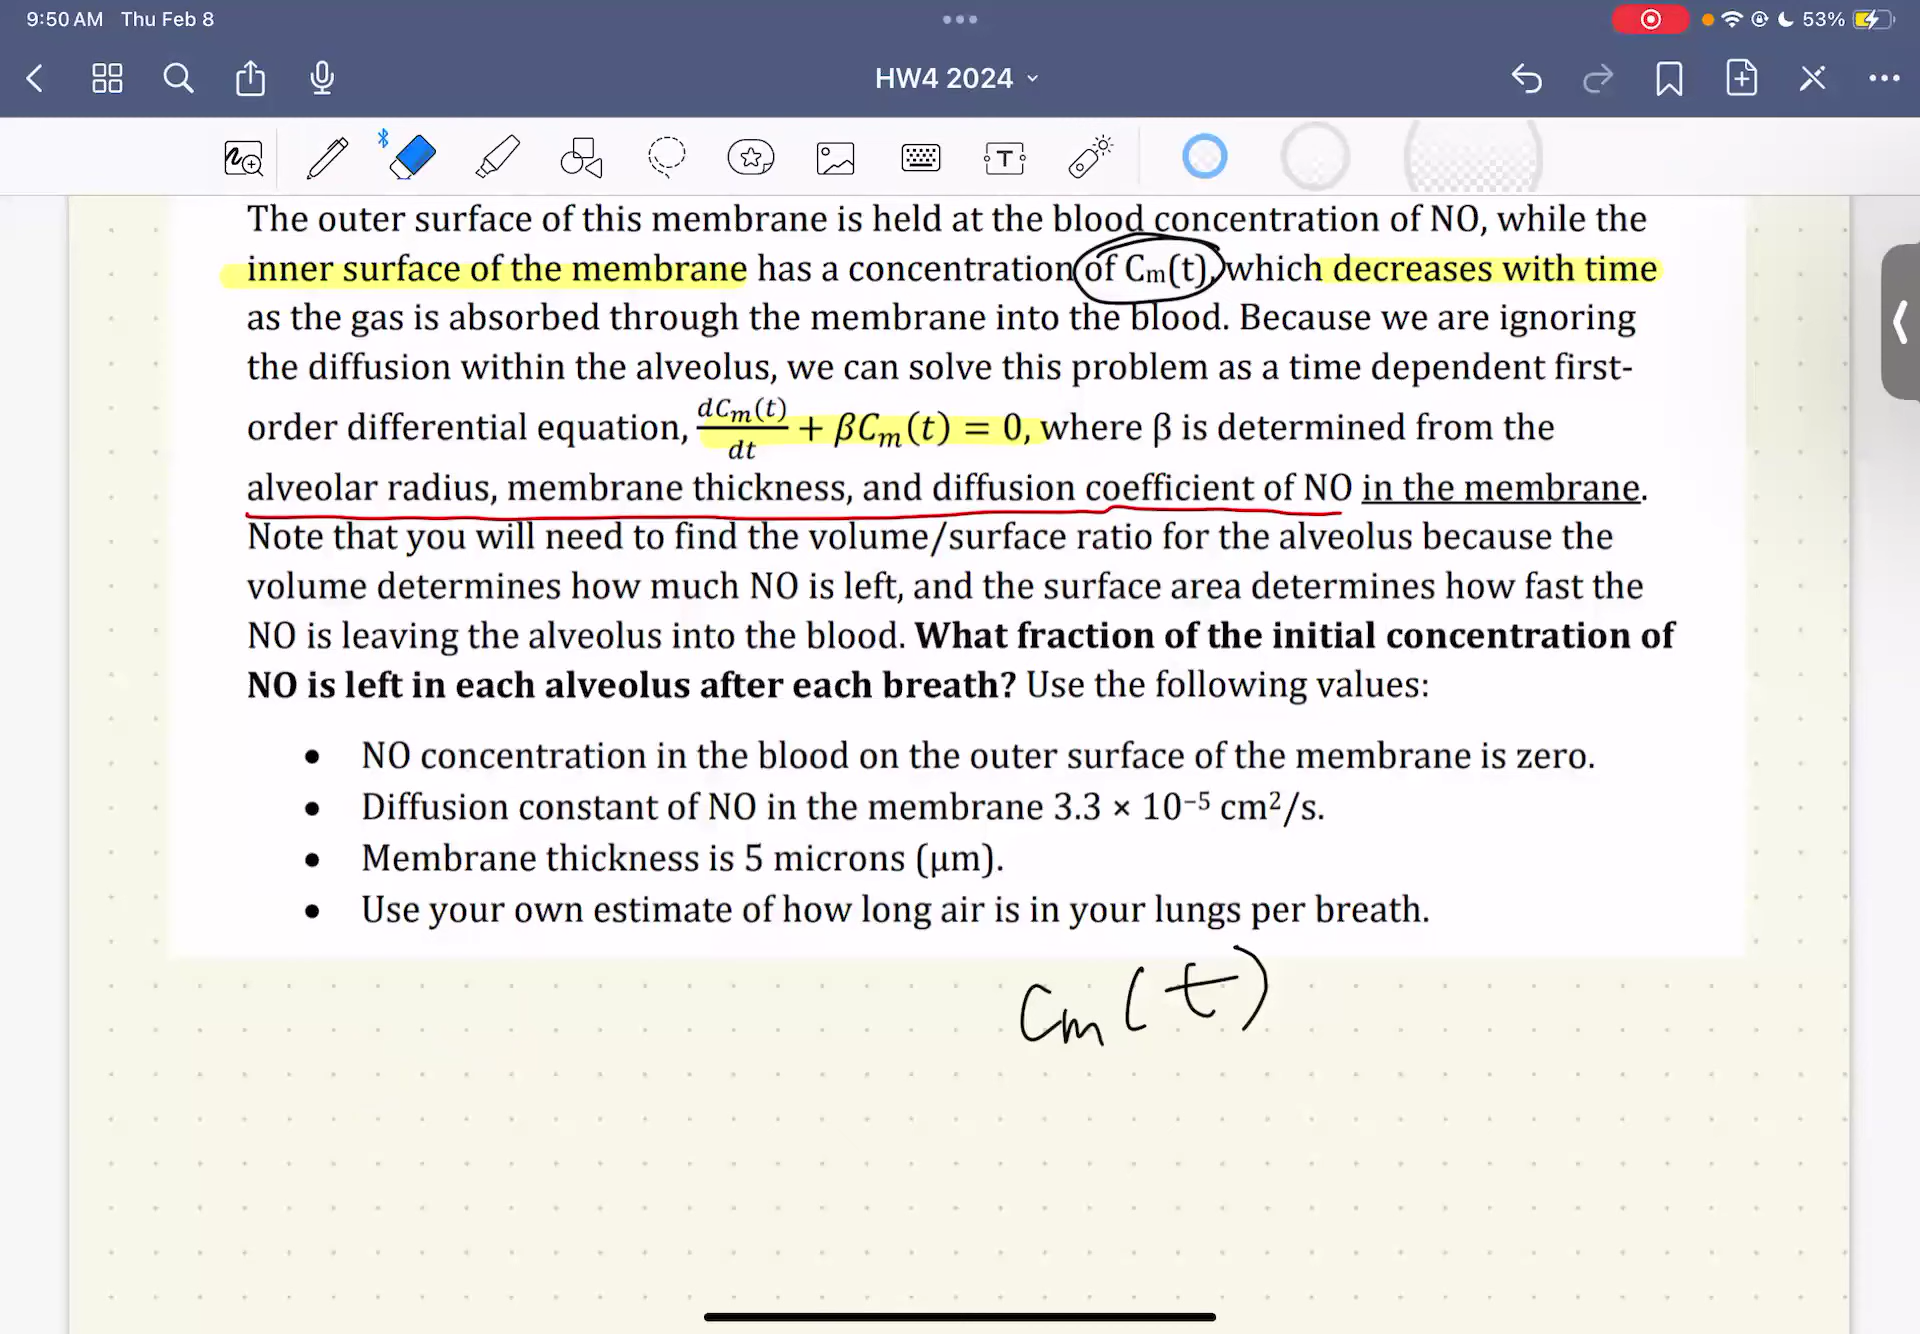 9:50 AM Thu Feb 8
53%
HW4 2024
T
The outer surface of this membrane is held at the blood concentration of NO, while the
inner surface of the membrane has a concentration of Cm(t), which decreases with time
as the gas is absorbed through the membrane into the blood. Because we are ignoring
the diffusion within the alveolus, we can solve this problem as a time dependent first-
order differential equation, dCm(t)/dt + βCm(t) = 0, where β is determined from the
alveolar radius, membrane thickness, and diffusion coefficient of NO in the membrane.
Note that you will need to find the volume/surface ratio for the alveolus because the
volume determines how much NO is left, and the surface area determines how fast the
NO is leaving the alveolus into the blood. What fraction of the initial concentration of
NO is left in each alveolus after each breath? Use the following values:
• NO concentration in the blood on the outer surface of the membrane is zero.
• Diffusion constant of NO in the membrane 3.3 × 10⁻⁵ cm²/s.
• Membrane thickness is 5 microns (μm).
• Use your own estimate of how long air is in your lungs per breath.
Cm(t)